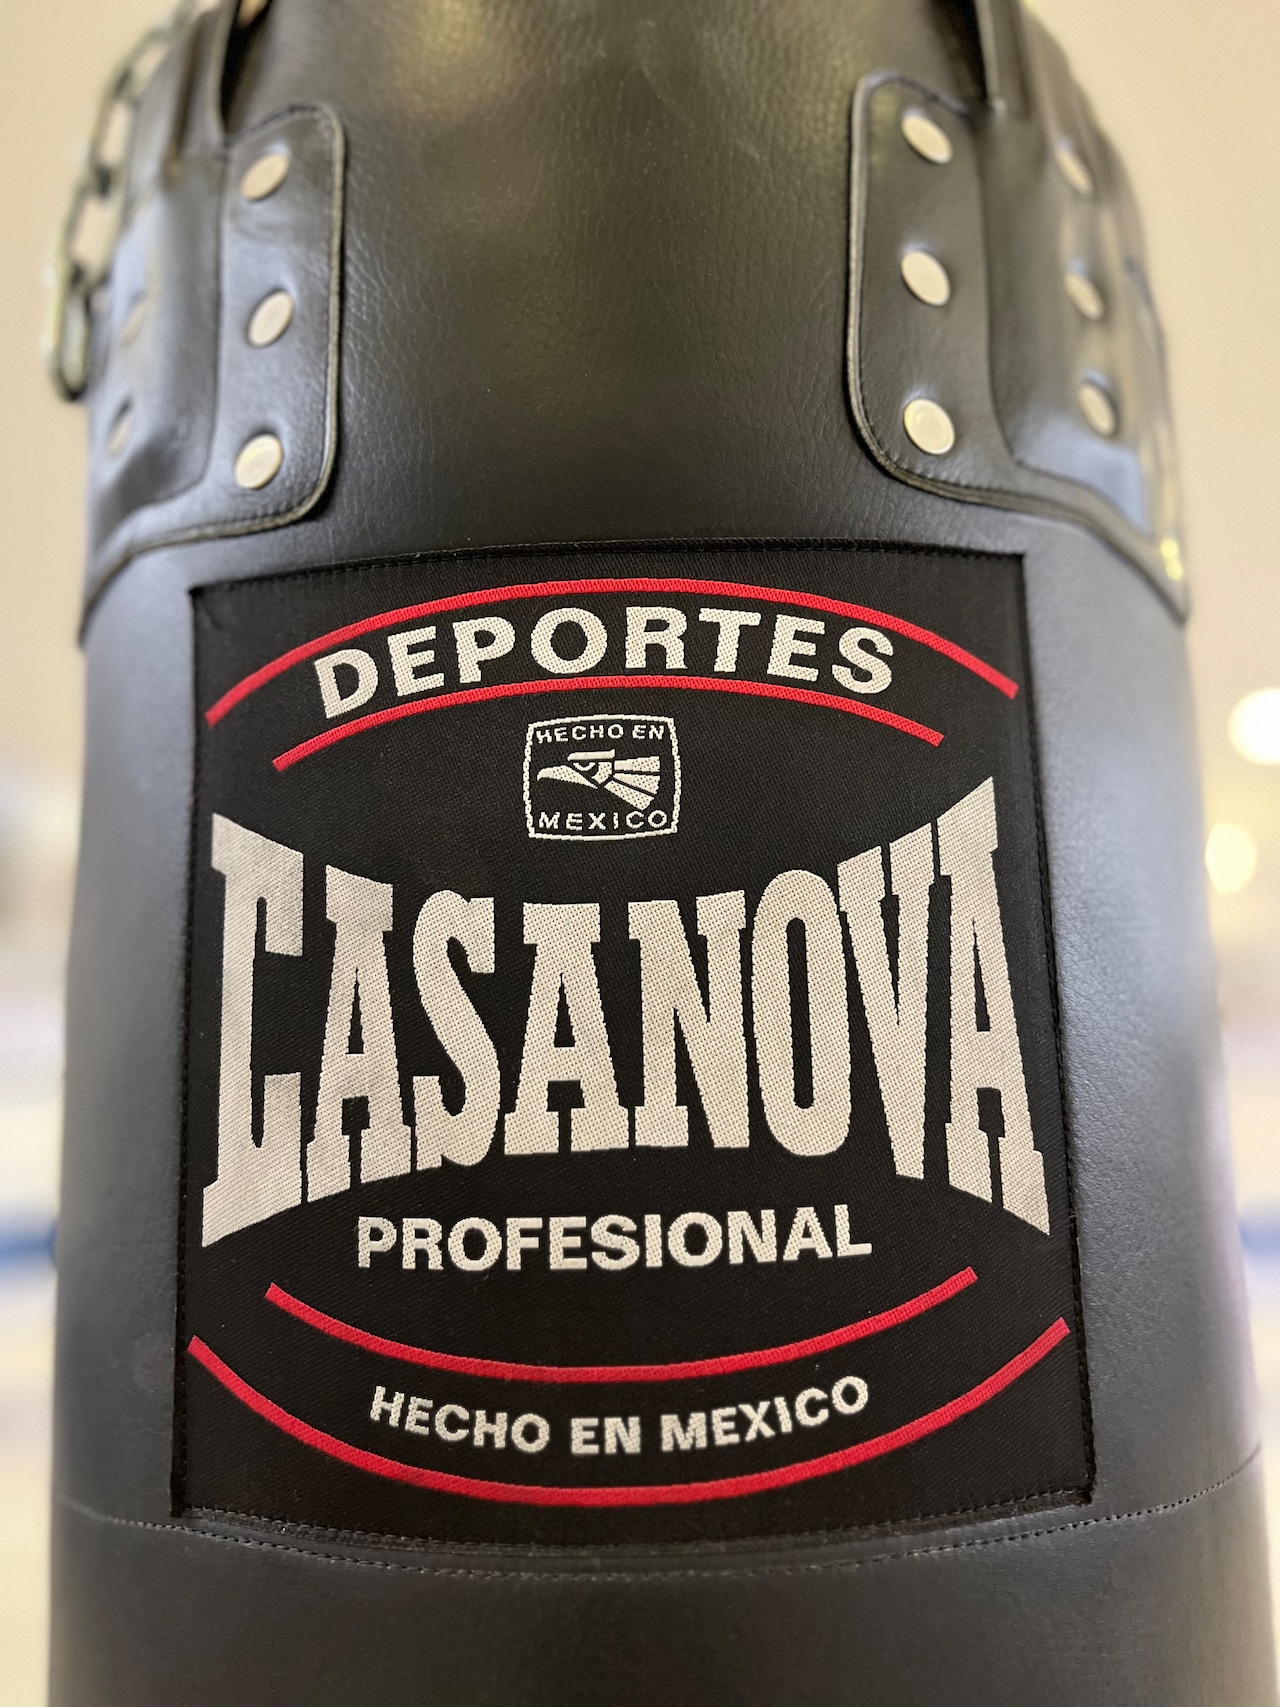 DEPORTES
HECHO EN
MEXICO
CASANOVA
PROFESIONAL
HECHO EN MEXICO